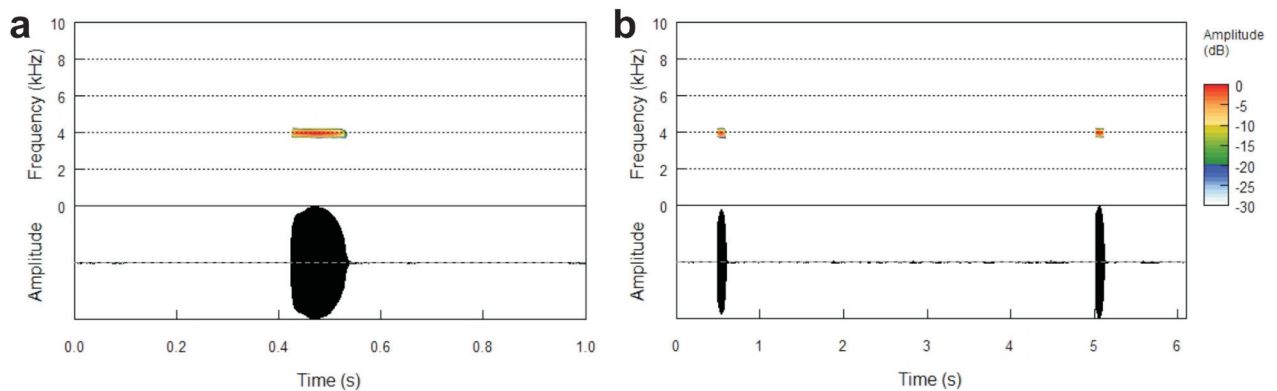 a
10
8
6
4
2
0
Frequency (kHz)
Amplitude
0.0 0.2 0.4 0.6 0.8 1.0
Time (s)
b
10
8
6
4
2
0
Frequency (kHz)
Amplitude
0 1 2 3 4 5 6
Time (s)
Amplitude
(dB)
0
-5
-10
-15
-20
-25
-30